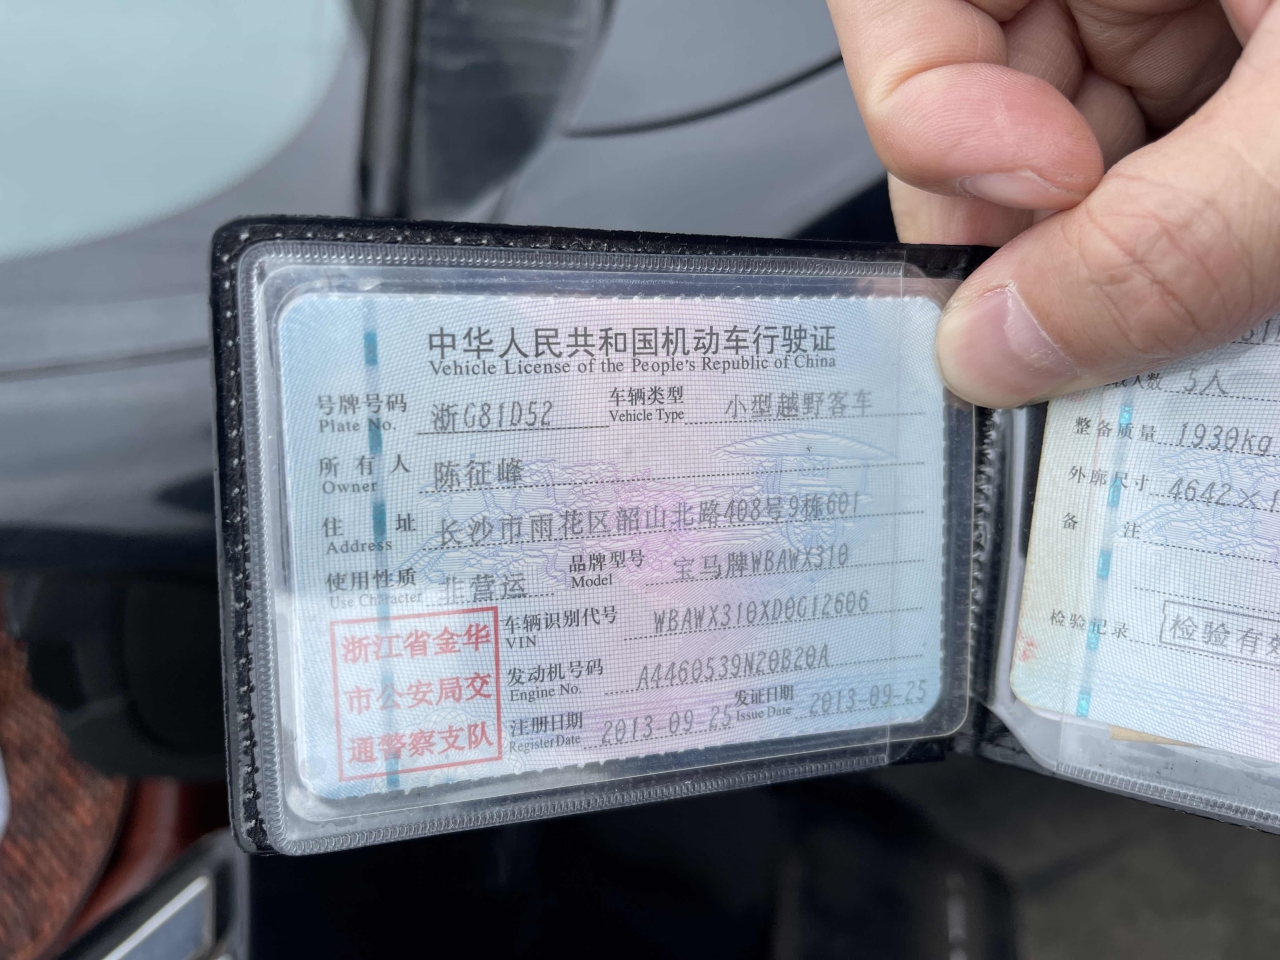 中华人民共和国机动车行驶证
Vehicle License of the People's Republic of China
号牌号码 浙G81D52 车辆类型 小型越野客车
Plate No. Vehicle Type
所有人 陈征峰
Owner
住址 长沙市雨花区韶山北路408号9栋601
Address
使用性质 非营运 品牌型号 宝马牌WBAWX310
Use Character Model
车辆识别代号 WBAWX310XD0G12606
VIN
发动机号码 A4460539N20B20A
Engine No.
注册日期 2013-09-25 发证日期 2013-09-25
Register Date Issue Date
浙江省金华
市公安局交
通警察支队
人数 5人
整备质量 1930kg
外廓尺寸 4642×1
备注
检验记录 检验有效